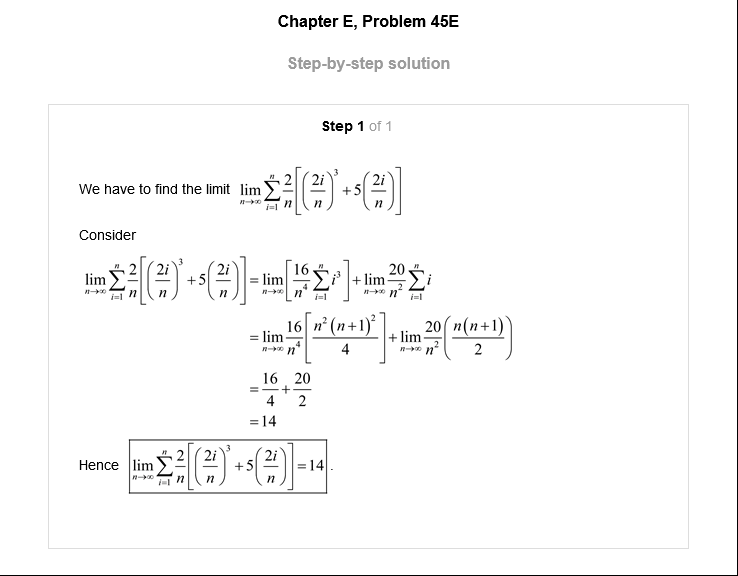 Chapter E, Problem 45E
Step-by-step solution
Step 1 of 1
We have to find the limit $\lim_{n\to\infty}\sum_{i=1}^{n}\frac{2}{n}\left[\left(\frac{2i}{n}\right)^3+5\left(\frac{2i}{n}\right)\right]$
Consider
$\lim_{n\to\infty}\sum_{i=1}^{n}\frac{2}{n}\left[\left(\frac{2i}{n}\right)^3+5\left(\frac{2i}{n}\right)\right]=\lim_{n\to\infty}\left[\frac{16}{n^4}\sum_{i=1}^{n}i^3\right]+\lim_{n\to\infty}\frac{20}{n^2}\sum_{i=1}^{n}i$
$=\lim_{n\to\infty}\frac{16}{n^4}\left[\frac{n^2(n+1)^2}{4}\right]+\lim_{n\to\infty}\frac{20}{n^2}\left(\frac{n(n+1)}{2}\right)$
$=\frac{16}{4}+\frac{20}{2}$
$=14$
Hence $\lim_{n\to\infty}\sum_{i=1}^{n}\frac{2}{n}\left[\left(\frac{2i}{n}\right)^3+5\left(\frac{2i}{n}\right)\right]=14$.